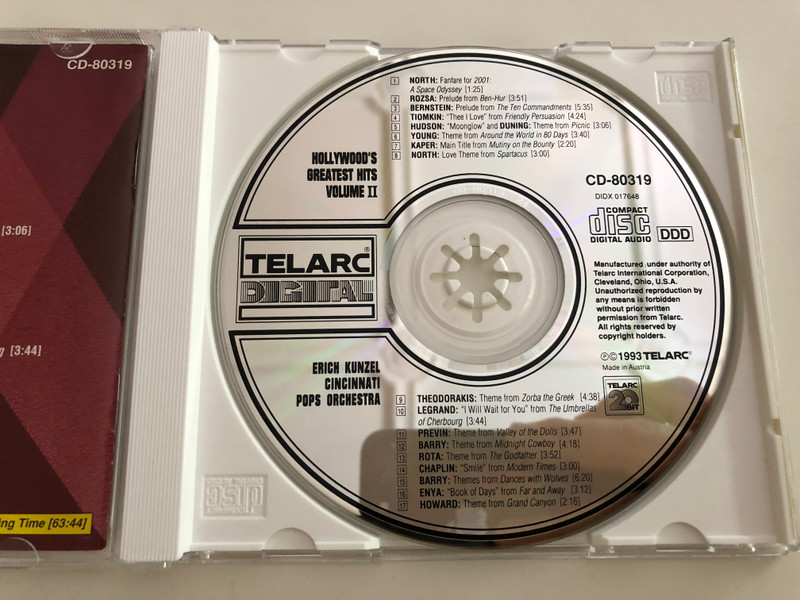 CD-80319
[3:06]
g [3:44]
ing Time [63:44]
1 NORTH: Fanfare for 2001:
A Space Odyssey [1:25]
2 ROZSA: Prelude from Ben-Hur [3:51]
3 BERNSTEIN: Prelude from The Ten Commandments [5:35]
4 TIOMKIN: "Thee I Love" from Friendly Persuasion [4:24]
5 HUDSON: "Moonglow" and DUNING: Theme from Picnic [3:06]
6 YOUNG: Theme from Around the World in 80 Days [3:40]
7 KAPER: Main Title from Mutiny on the Bounty [2:20]
8 NORTH: Love Theme from Spartacus [3:00]
HOLLYWOOD'S
GREATEST HITS
VOLUME II
TELARC®
DIGITAL
ERICH KUNZEL
CINCINNATI
POPS ORCHESTRA
CD-80319
DIDX 017648
COMPACT
disc
DIGITAL AUDIO
DDD
Manufactured under authority of
Telarc International Corporation,
Cleveland, Ohio, U.S.A.
Unauthorized reproduction by
any means is forbidden
without prior written
permission from Telarc.
All rights reserved by
copyright holders.
℗©1993 TELARC®
Made in Austria
TELARC
20
BIT
9 THEODORAKIS: Theme from Zorba the Greek [4:38]
10 LEGRAND: "I Will Wait for You" from The Umbrellas
of Cherbourg [3:44]
11 PREVIN: Theme from Valley of the Dolls [3:47]
12 BARRY: Theme from Midnight Cowboy [4:18]
13 ROTA: Theme from The Godfather [3:52]
14 CHAPLIN: "Smile" from Modern Times [3:00]
15 BARRY: Themes from Dances with Wolves [6:20]
16 ENYA: "Book of Days" from Far and Away [3:12]
17 HOWARD: Theme from Grand Canyon [2:16]
disc
disc